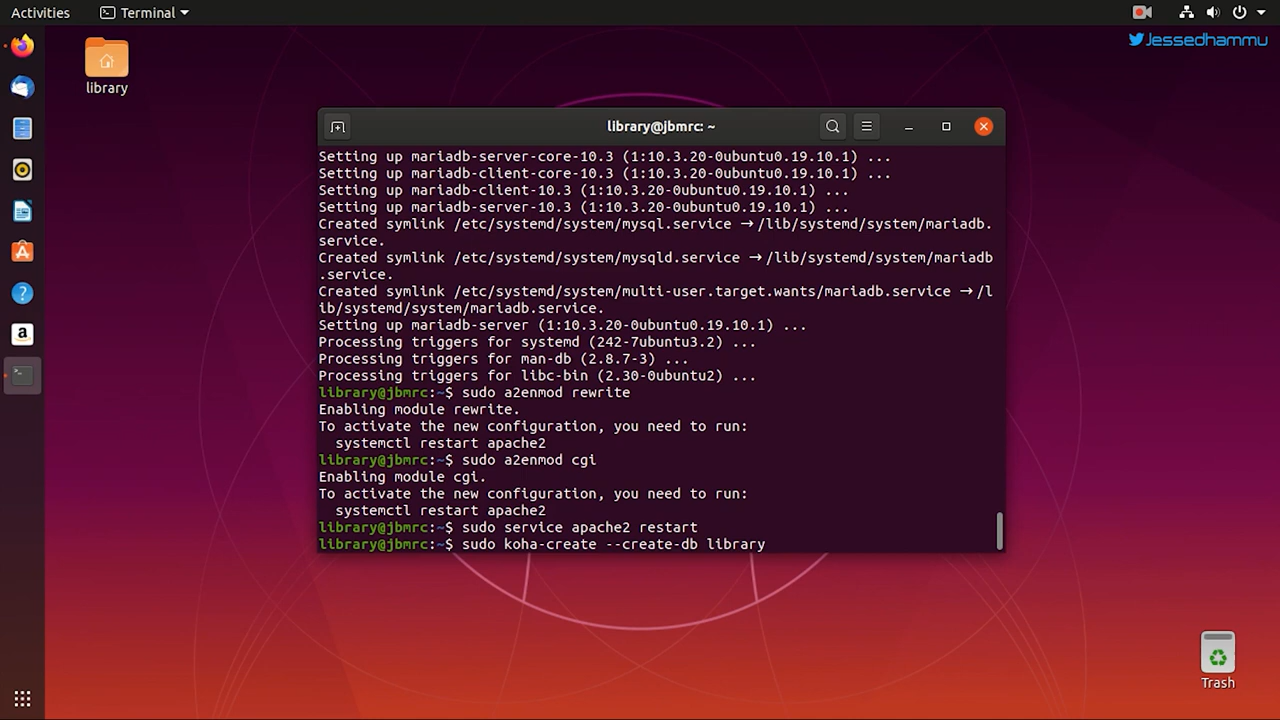 Activities
Terminal
Jessedhammu
library
library@jbmrc: ~
Setting up mariadb-server-core-10.3 (1:10.3.20-0ubuntu0.19.10.1) ...
Setting up mariadb-client-core-10.3 (1:10.3.20-0ubuntu0.19.10.1) ...
Setting up mariadb-client-10.3 (1:10.3.20-0ubuntu0.19.10.1) ...
Setting up mariadb-server-10.3 (1:10.3.20-0ubuntu0.19.10.1) ...
Created symlink /etc/systemd/system/mysql.service → /lib/systemd/system/mariadb.
service.
Created symlink /etc/systemd/system/mysqld.service → /lib/systemd/system/mariadb
.service.
Created symlink /etc/systemd/system/multi-user.target.wants/mariadb.service → /l
ib/systemd/system/mariadb.service.
Setting up mariadb-server (1:10.3.20-0ubuntu0.19.10.1) ...
Processing triggers for systemd (242-7ubuntu3.2) ...
Processing triggers for man-db (2.8.7-3) ...
Processing triggers for libc-bin (2.30-0ubuntu2) ...
library@jbmrc:~$ sudo a2enmod rewrite
Enabling module rewrite.
To activate the new configuration, you need to run:
  systemctl restart apache2
library@jbmrc:~$ sudo a2enmod cgi
Enabling module cgi.
To activate the new configuration, you need to run:
  systemctl restart apache2
library@jbmrc:~$ sudo service apache2 restart
library@jbmrc:~$ sudo koha-create --create-db library
Trash